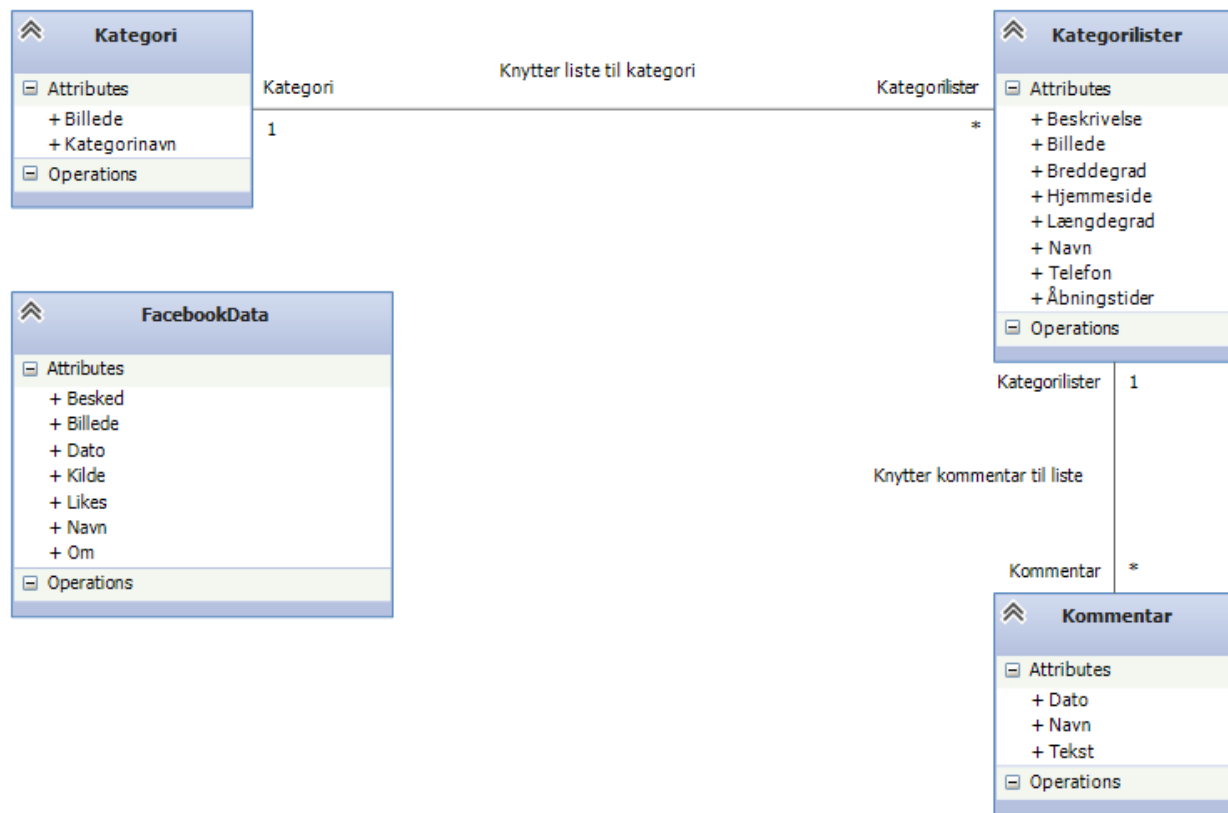 Kategori
Attributes
+ Billede
+ Kategorinavn
Operations
Kategori
Knytter liste til kategori
Kategorilister
1
*
Kategorilister
Attributes
+ Beskrivelse
+ Billede
+ Breddegrad
+ Hjemmeside
+ Længdegrad
+ Navn
+ Telefon
+ Åbningstider
Operations
FacebookData
Attributes
+ Besked
+ Billede
+ Dato
+ Kilde
+ Likes
+ Navn
+ Om
Operations
Kategorilister
1
Knytter kommentar til liste
Kommentar
*
Kommentar
Attributes
+ Dato
+ Navn
+ Tekst
Operations